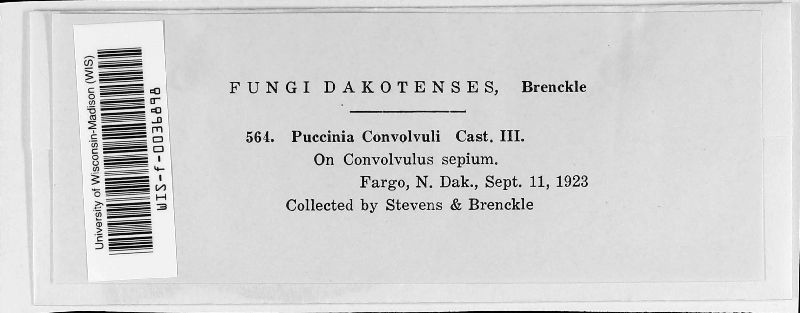 University of Wisconsin-Madison (WIS)
WIS-f-0036898
FUNGI DAKOTENSES, Brenckle
564. Puccinia Convolvuli Cast. III.
On Convolvulus sepium.
Fargo, N. Dak., Sept. 11, 1923
Collected by Stevens & Brenckle